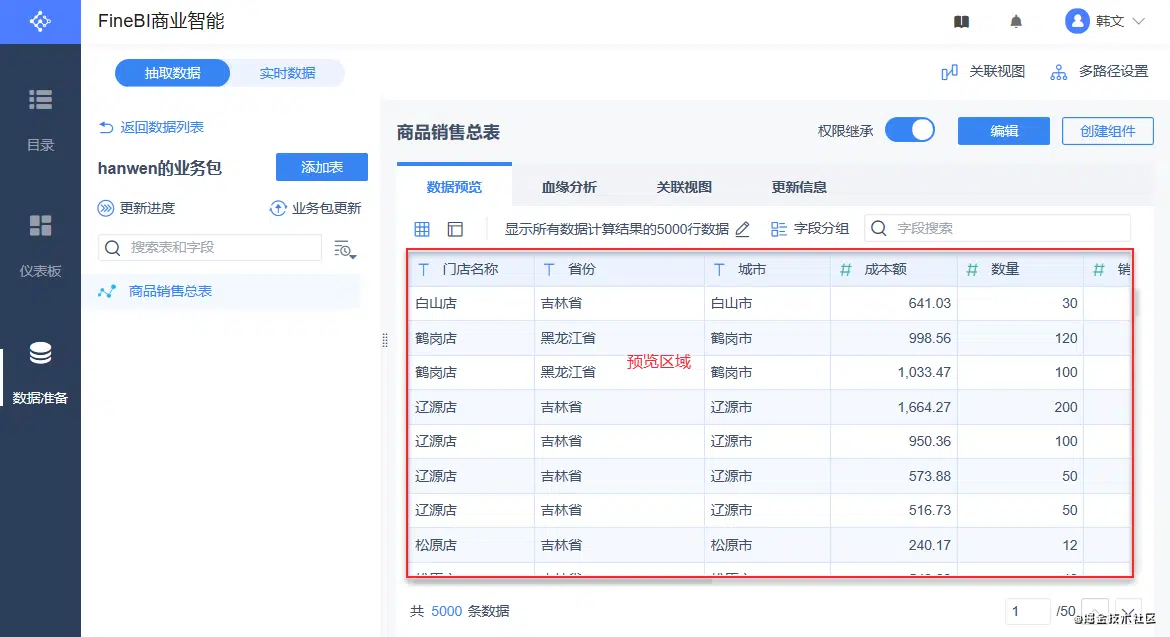 FineBI商业智能
韩文
目录
仪表板
数据准备
抽取数据 实时数据
关联视图 多路径设置
返回数据列表
hanwen的业务包 添加表
更新进度 业务包更新
搜索表和字段
商品销售总表
商品销售总表 权限继承 编辑 创建组件
数据预览 血缘分析 关联视图 更新信息
显示所有数据计算结果的5000行数据 字段分组 字段搜索
T 门店名称 T 省份 T 城市 # 成本额 # 数量 # 销
白山店 吉林省 白山市 641.03 30
鹤岗店 黑龙江省 鹤岗市 998.56 120
预览区域
鹤岗店 黑龙江省 鹤岗市 1,033.47 100
辽源店 吉林省 辽源市 1,664.27 200
辽源店 吉林省 辽源市 950.36 100
辽源店 吉林省 辽源市 573.88 50
辽源店 吉林省 辽源市 516.73 50
松原店 吉林省 松原市 240.17 12
共 5000 条数据 1 /50
@掘金技术社区